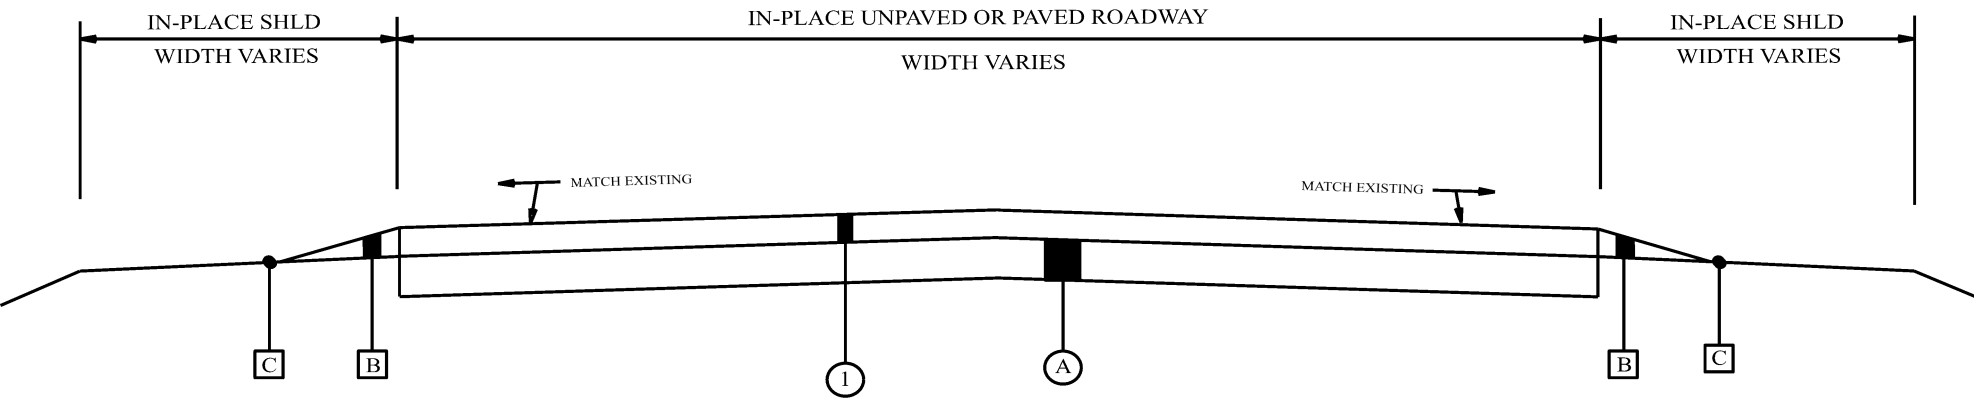 IN-PLACE SHLD
WIDTH VARIES
IN-PLACE UNPAVED OR PAVED ROADWAY
WIDTH VARIES
IN-PLACE SHLD
WIDTH VARIES
MATCH EXISTING
MATCH EXISTING
C
B
1
A
B
C